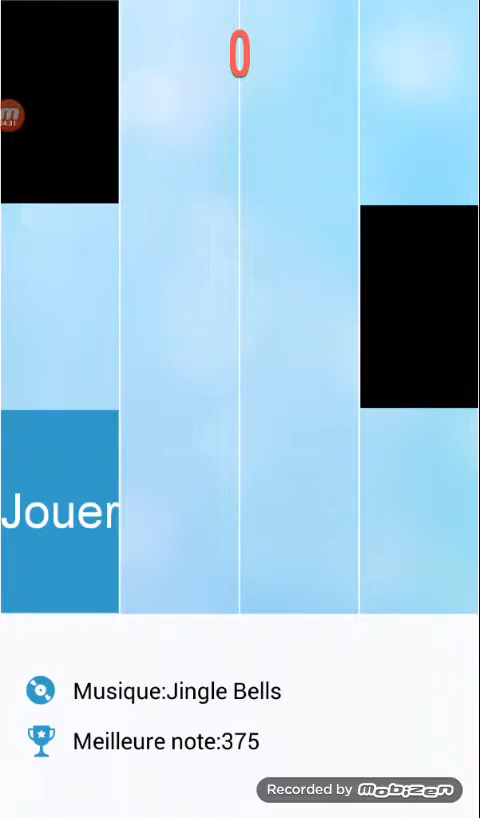 0
Jouer
Musique:Jingle Bells
Meilleure note:375
Recorded by mobizen